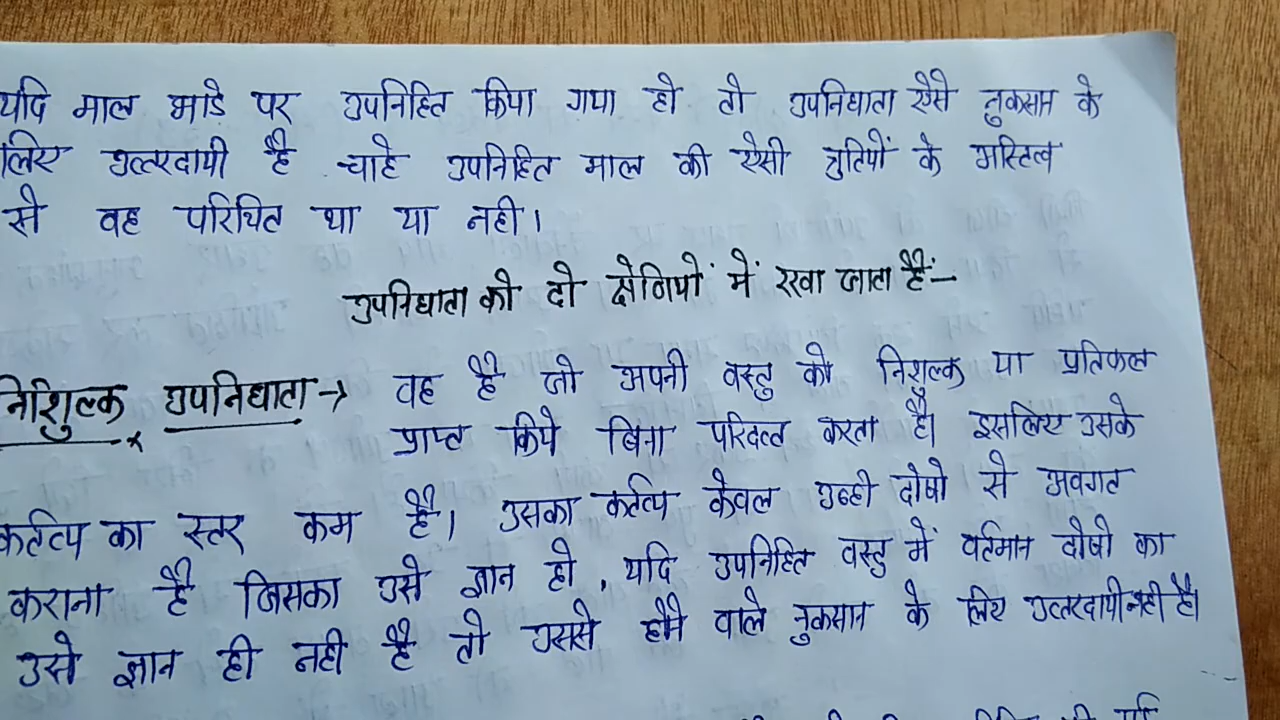 यदि माल भाडे पर उपनिहित किया गया हो तो उपनिधाता ऐसे नुकसान के
लिए उत्तरदायी है चाहे उपनिहित माल की ऐसी त्रुटियों के अस्तित्व
से वह परिचित था या नही।
उपनिधाता को दो श्रेणियों में रखा जाता है:-
निशुल्क उपनिधाता→ वह है जो अपनी वस्तु को निशुल्क या प्रतिफल
प्राप्त किये बिना परिदत्त करता है। इसलिए उसके
कर्तव्य का स्तर कम है। उसका कर्तव्य केवल उन्ही दोषो से अवगत
कराना है जिसका उसे ज्ञान हो, यदि उपनिहित वस्तु में वर्तमान दोषो का
उसे ज्ञान ही नही है तो उससे होने वाले नुकसान के लिए उत्तरदायी नही है।